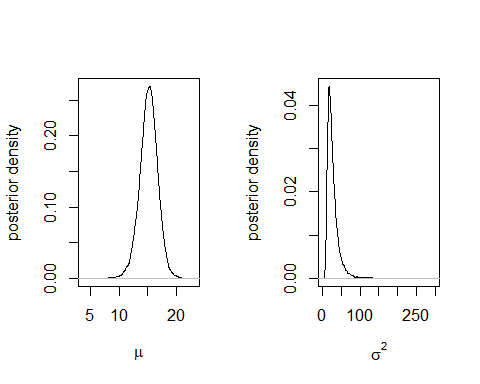 posterior density
0.00 0.10 0.20
5 10 20
μ
posterior density
0.00 0.02 0.04
0 100 250
σ²